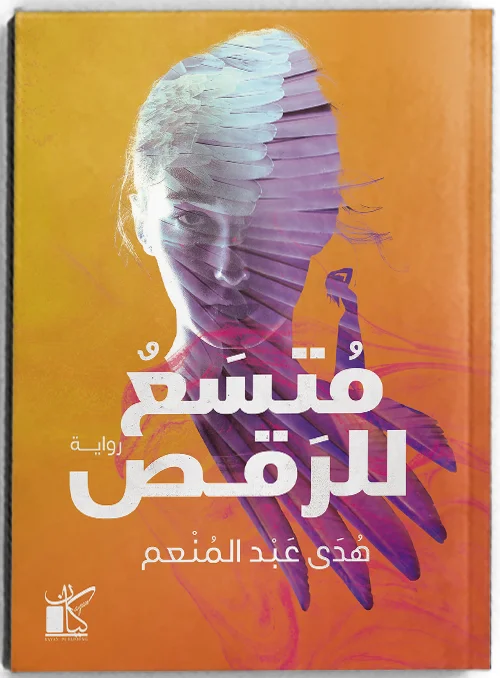 مُتسَعٌ
للرَقص
رواية
هُدَى عَبْد المُنْعم
كيان